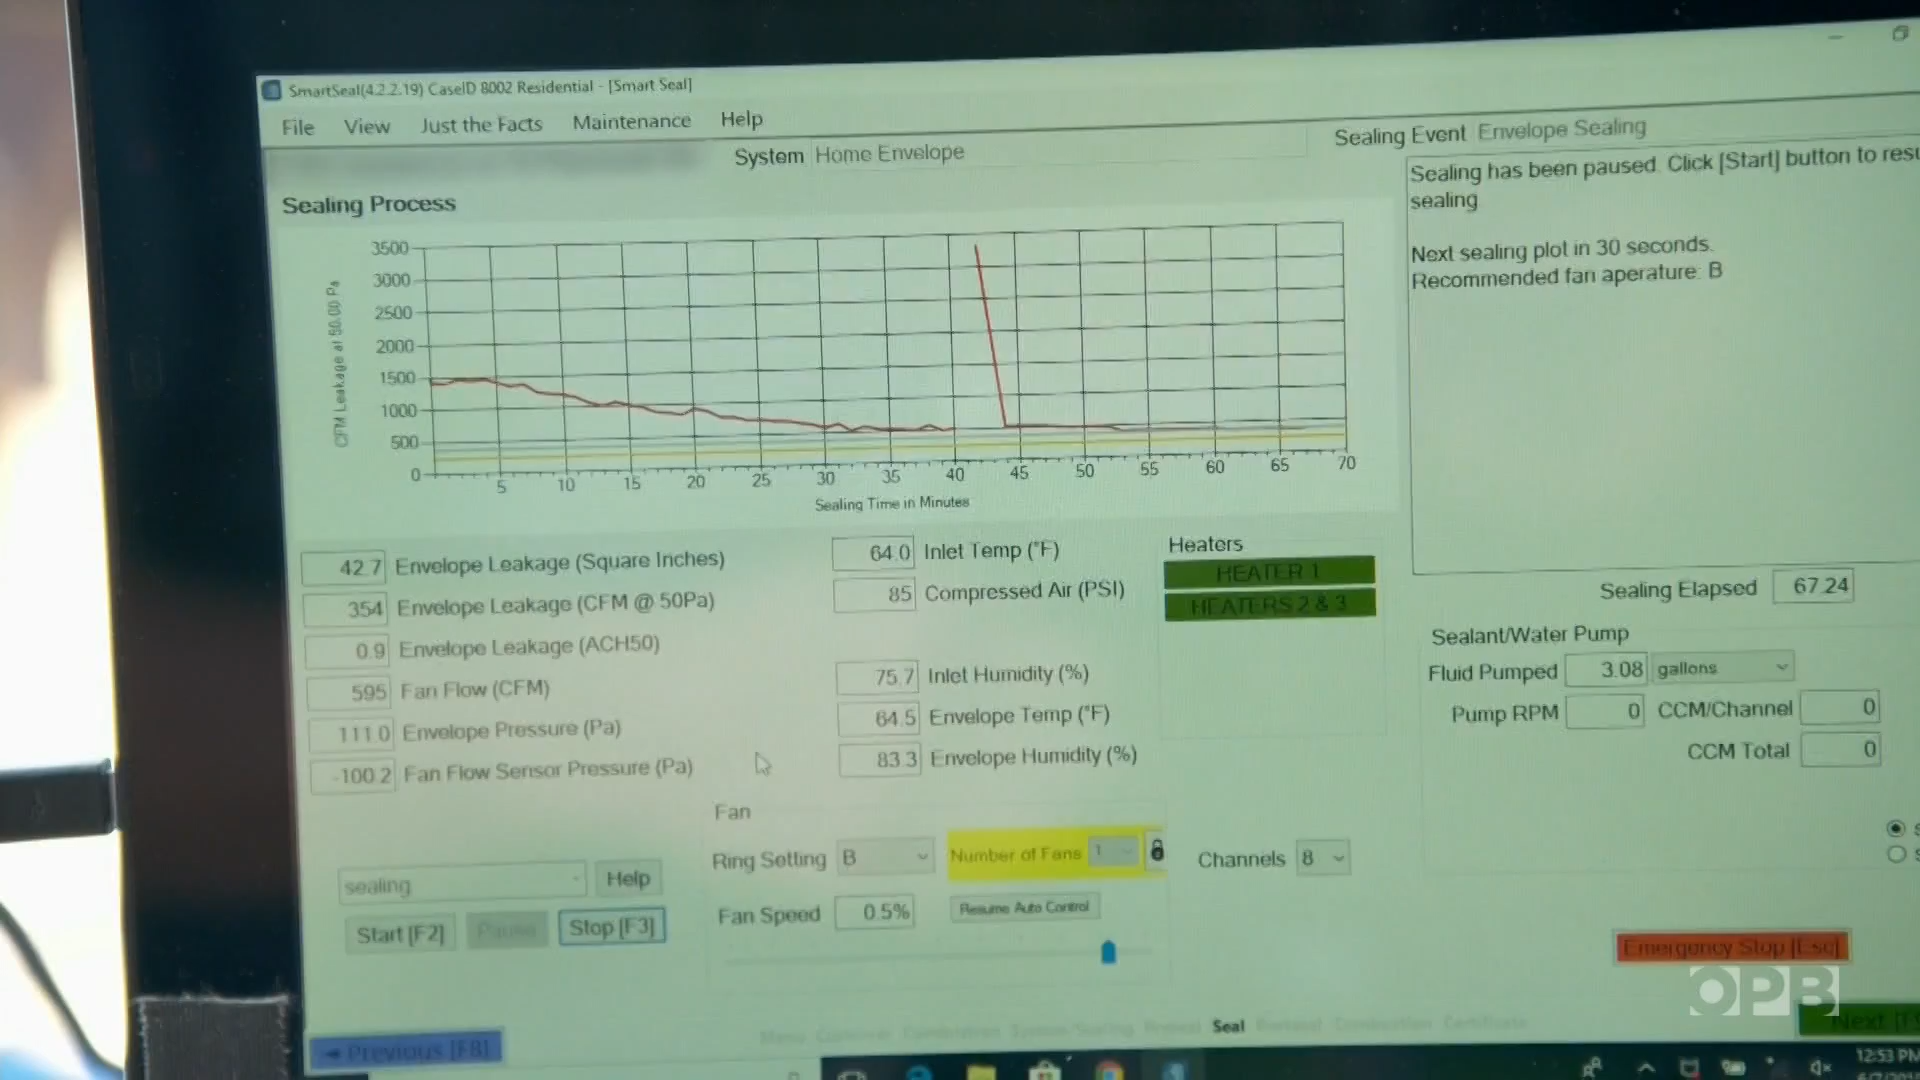 SmartSeal(4.2.2.19) CaseID 8002 Residential - [Smart Seal]
File View Just the Facts Maintenance Help
System Home Envelope
Sealing Event Envelope Sealing
Sealing has been paused. Click [Start] button to resu
sealing
Next sealing plot in 30 seconds.
Recommended fan aperature: B
Sealing Process
CFM Leakage at 50.00 Pa
3500
3000
2500
2000
1500
1000
500
0
5 10 15 20 25 30 35 40 45 50 55 60 65 70
Sealing Time in Minutes
42.7 Envelope Leakage (Square Inches)
354 Envelope Leakage (CFM @ 50Pa)
0.9 Envelope Leakage (ACH50)
595 Fan Flow (CFM)
111.0 Envelope Pressure (Pa)
-100.2 Fan Flow Sensor Pressure (Pa)
64.0 Inlet Temp (°F)
85 Compressed Air (PSI)
75.7 Inlet Humidity (%)
64.5 Envelope Temp (°F)
83.3 Envelope Humidity (%)
Heaters
HEATER 1
HEATERS 2 & 3
Sealing Elapsed 67.24
Sealant/Water Pump
Fluid Pumped 3.08 gallons
Pump RPM 0 CCM/Channel 0
CCM Total 0
Fan
Ring Setting B Number of Fans 1 Channels 8
Fan Speed 0.5% Resume Auto Control
sealing Help
Start [F2] Pause Stop [F3]
Emergency Stop [Esc]
OPB
Previous [F8]
Seal
Next
12:53 PM